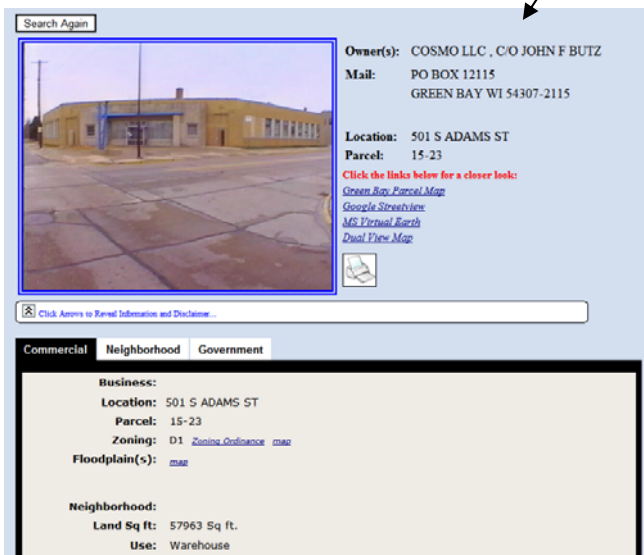 Search Again
Owner(s): COSMO LLC , C/O JOHN F BUTZ
Mail: PO BOX 12115
GREEN BAY WI 54307-2115
Location: 501 S ADAMS ST
Parcel: 15-23
Click the links below for a closer look:
Green Bay Parcel Map
Google Streetview
MS Virtual Earth
Dual View Map
Click Arrows to Reveal Information and Disclaimer...
Commercial Neighborhood Government
Business:
Location: 501 S ADAMS ST
Parcel: 15-23
Zoning: D1 Zoning Ordinance map
Floodplain(s): map
Neighborhood:
Land Sq ft: 57963 Sq ft.
Use: Warehouse